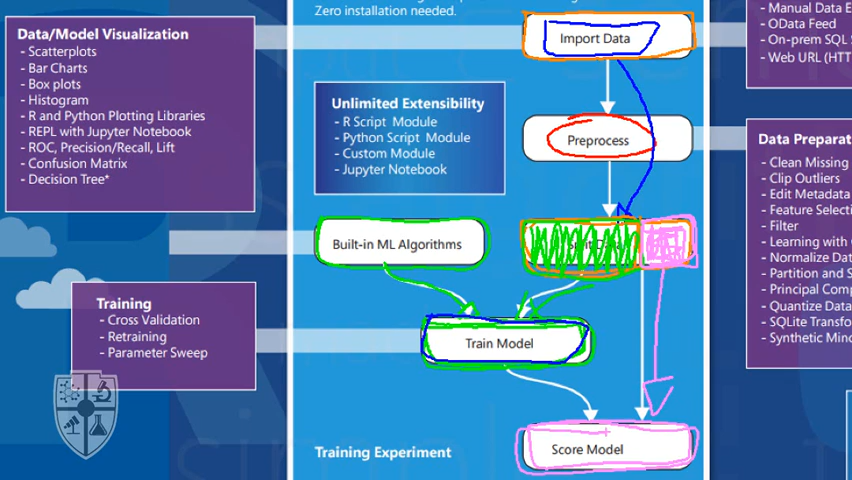 Zero installation needed.
Data/Model Visualization
- Scatterplots
- Bar Charts
- Box plots
- Histogram
- R and Python Plotting Libraries
- REPL with Jupyter Notebook
- ROC, Precision/Recall, Lift
- Confusion Matrix
- Decision Tree*
Import Data
- Manual Data E
- OData Feed
- On-prem SQL
- Web URL (HTT
Unlimited Extensibility
- R Script Module
- Python Script Module
- Custom Module
- Jupyter Notebook
Preprocess
Data Preparat
- Clean Missing
- Clip Outliers
- Edit Metadata
- Feature Selecti
- Filter
- Learning with
- Normalize Dat
- Partition and S
- Principal Comp
- Quantize Data
- SQLite Transfo
- Synthetic Mino
Built-in ML Algorithms
Training
- Cross Validation
- Retraining
- Parameter Sweep
Train Model
Score Model
Training Experiment